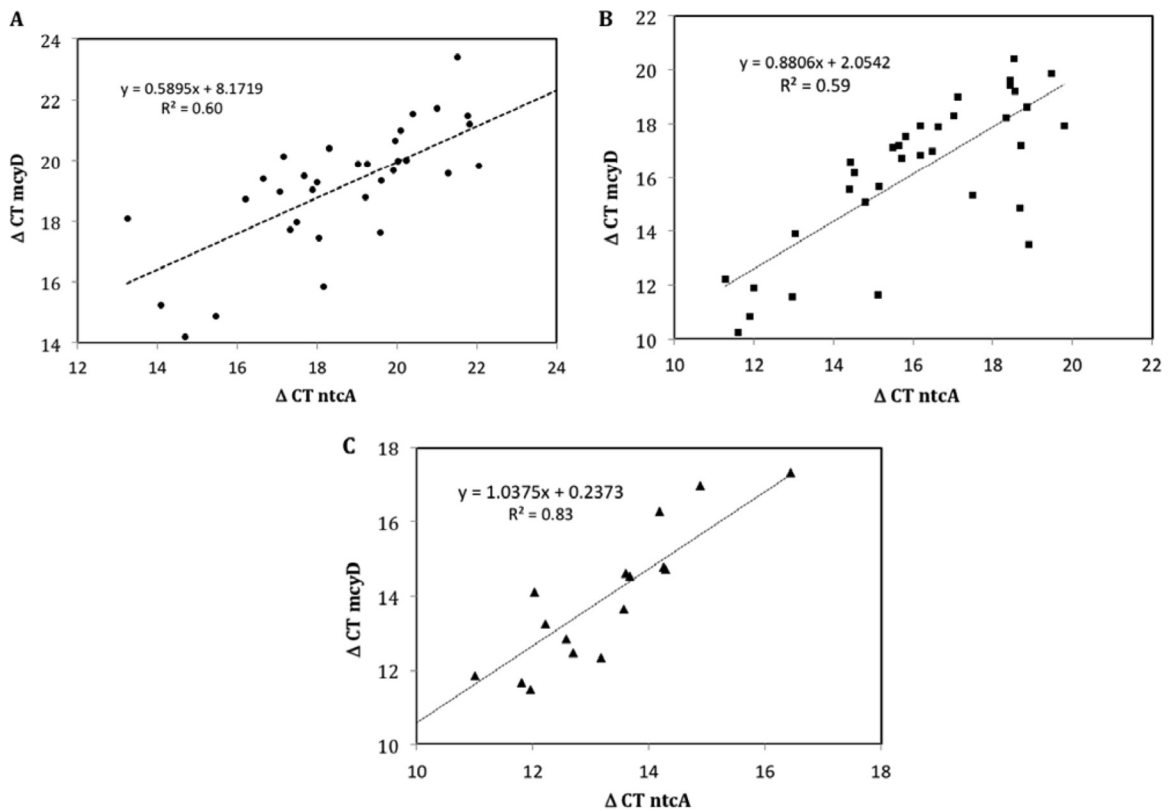 A
24
22
20
18
16
14
Δ CT mcyD
y = 0.5895x + 8.1719
R² = 0.60
12 14 16 18 20 22 24
Δ CT ntcA
B
22
20
18
16
14
12
10
Δ CT mcyD
y = 0.8806x + 2.0542
R² = 0.59
10 12 14 16 18 20 22
Δ CT ntcA
C
18
16
14
12
10
Δ CT mcyD
y = 1.0375x + 0.2373
R² = 0.83
10 12 14 16 18
Δ CT ntcA